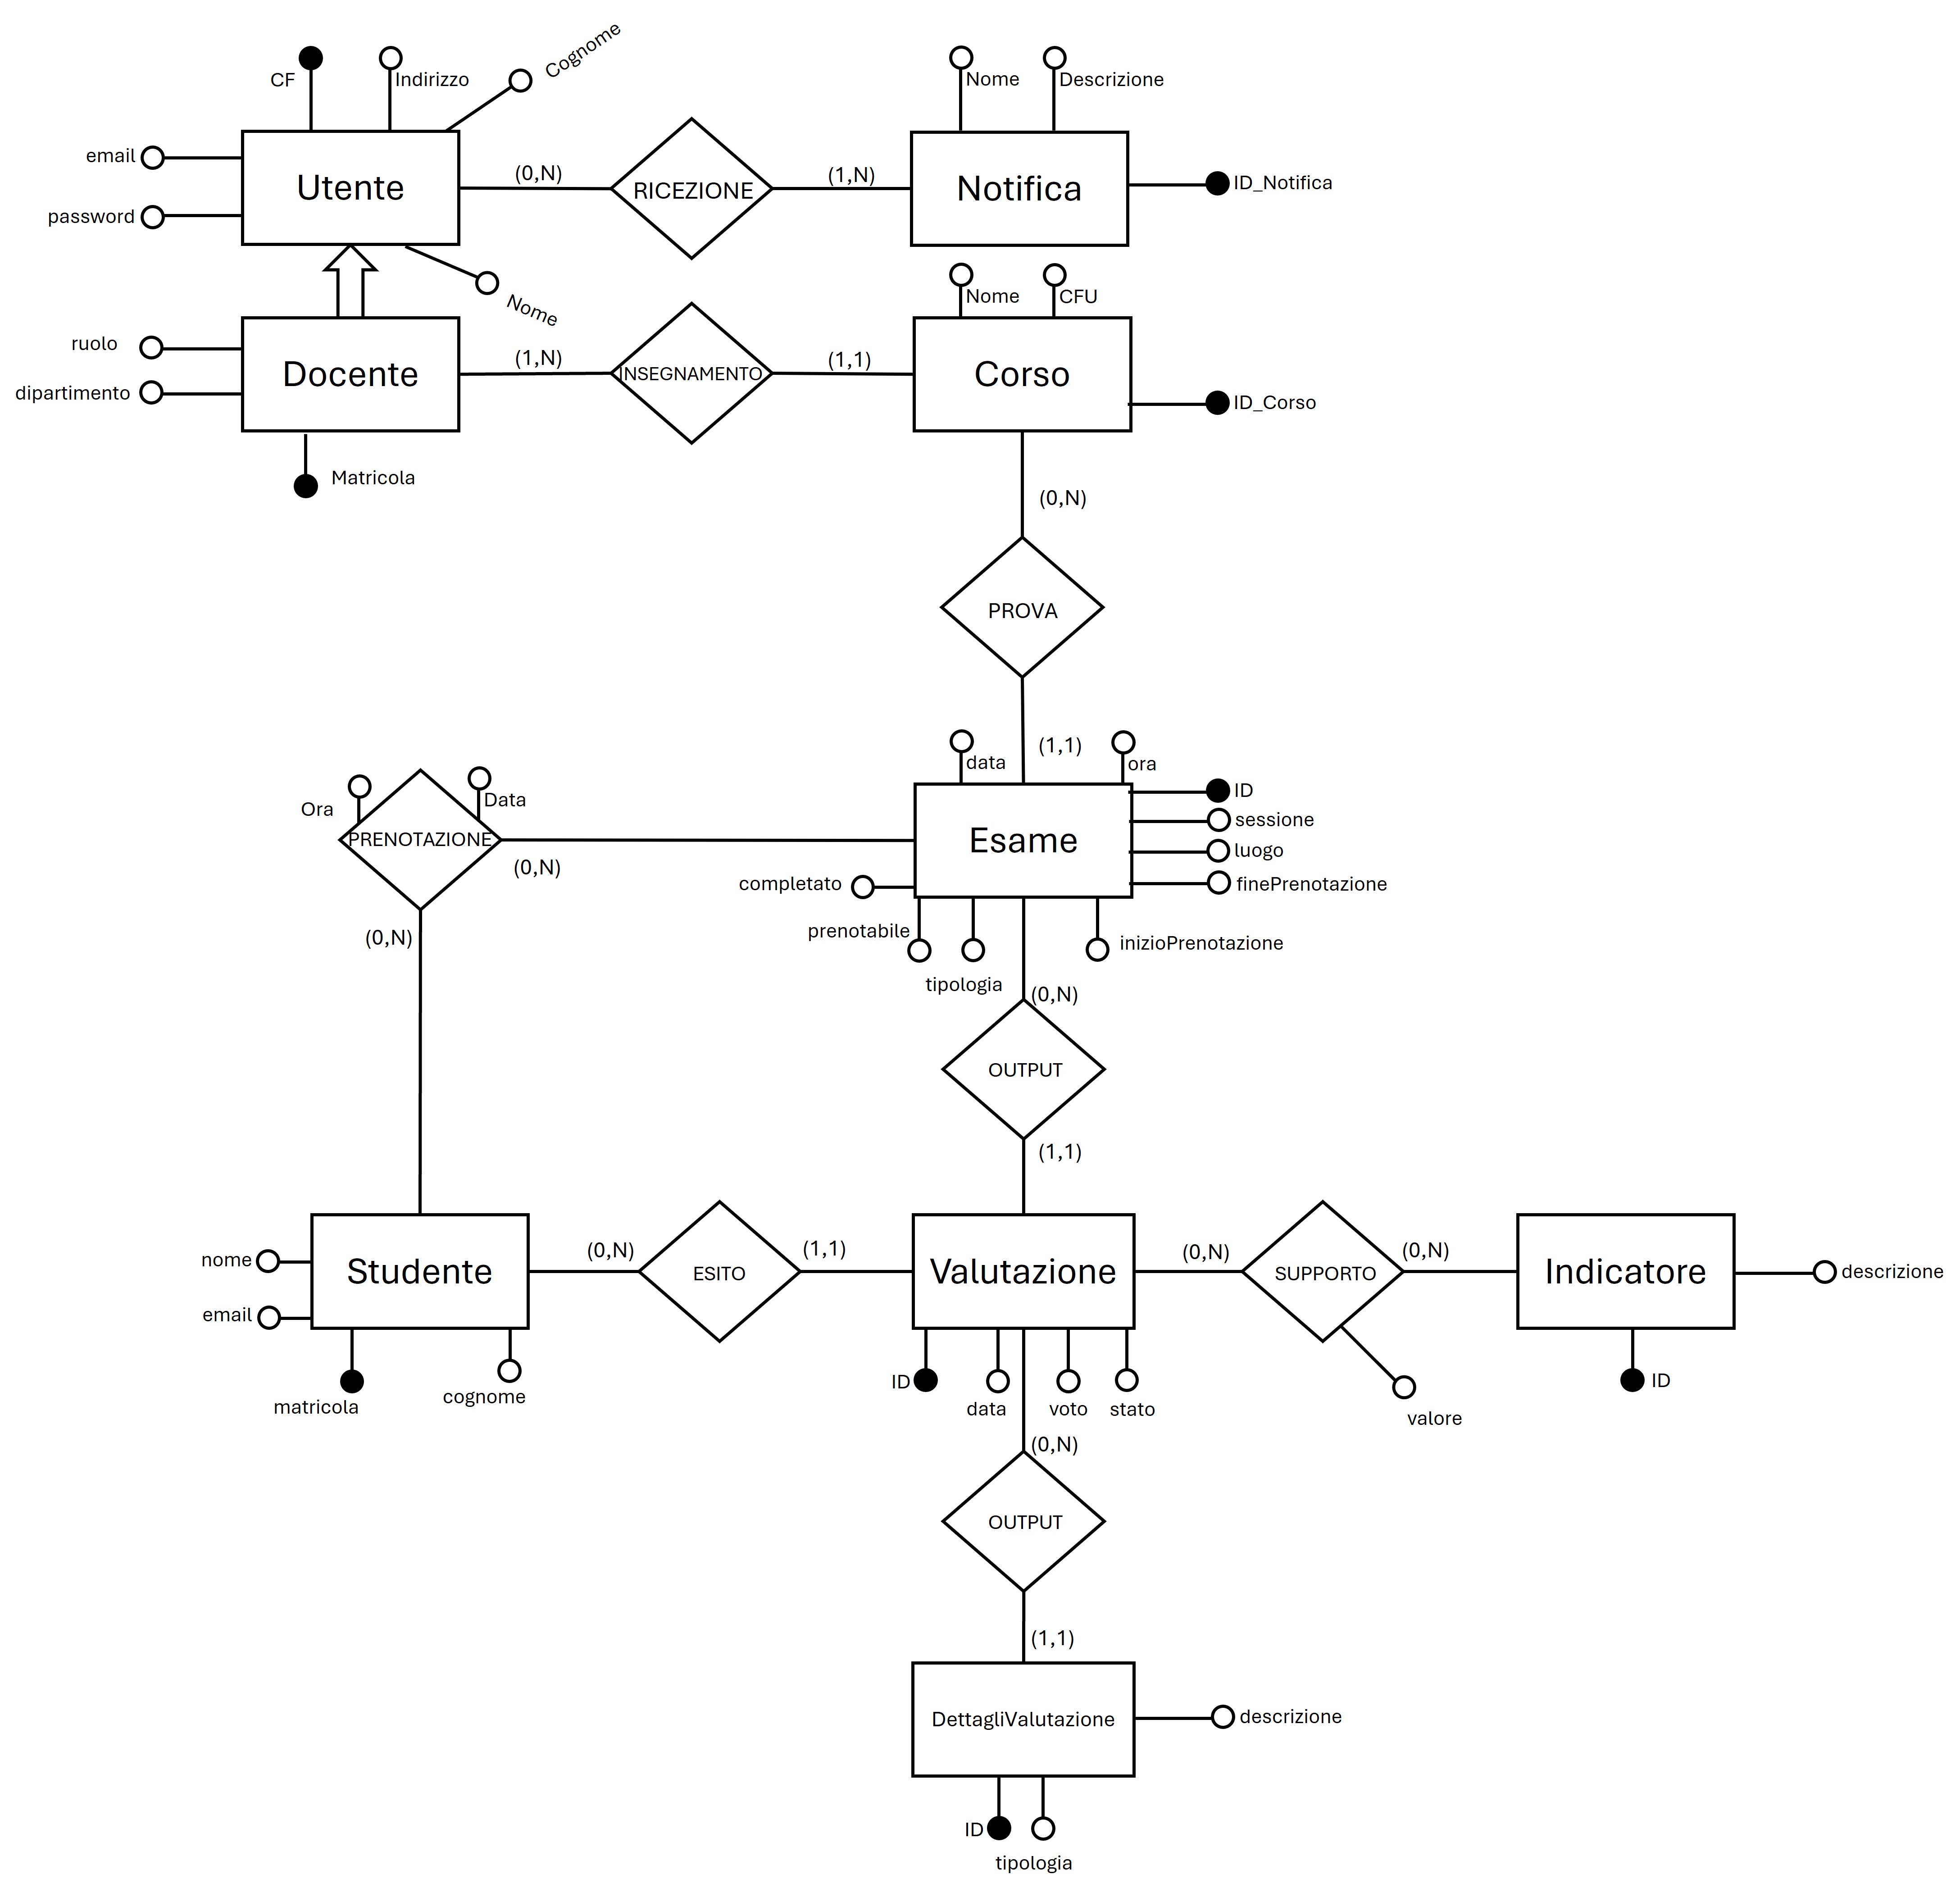 Cognome
CF
Indirizzo
Nome
Descrizione
email
Utente
(0,N)
RICEZIONE
(1,N)
Notifica
ID_Notifica
password
Nome
Nome
CFU
ruolo
Docente
(1,N)
INSEGNAMENTO
(1,1)
Corso
dipartimento
ID_Corso
Matricola
(0,N)
PROVA
(1,1)
data
ora
Ora
Data
ID
sessione
PRENOTAZIONE
Esame
luogo
(0,N)
completato
finePrenotazione
(0,N)
prenotabile
inizioPrenotazione
tipologia
(0,N)
OUTPUT
(1,1)
nome
Studente
(0,N)
ESITO
(1,1)
Valutazione
(0,N)
SUPPORTO
(0,N)
Indicatore
descrizione
email
matricola
cognome
ID
data
voto
stato
valore
ID
(0,N)
OUTPUT
(1,1)
DettagliValutazione
descrizione
ID
tipologia